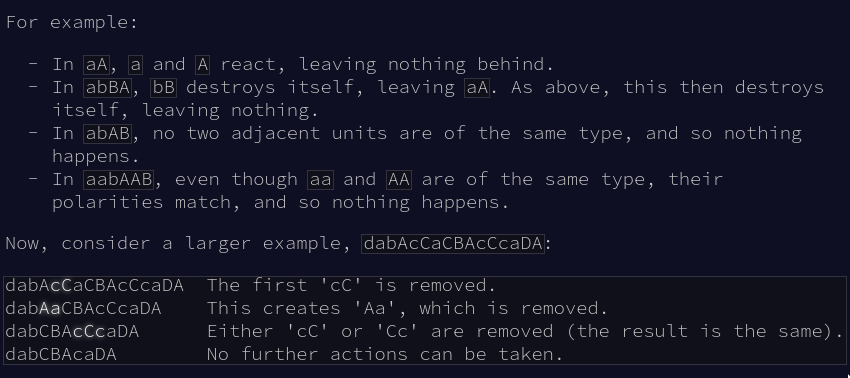 For example:
- In aA, a and A react, leaving nothing behind.
- In abBA, bB destroys itself, leaving aA. As above, this then destroys
itself, leaving nothing.
- In abAB, no two adjacent units are of the same type, and so nothing
happens.
- In aabAAB, even though aa and AA are of the same type, their
polarities match, and so nothing happens.
Now, consider a larger example, dabAcCaCBAcCcaDA:
dabAcCaCBAcCcaDA  The first 'cC' is removed.
dabAaCBAcCcaDA    This creates 'Aa', which is removed.
dabCBAcCcaDA      Either 'cC' or 'Cc' are removed (the result is the same).
dabCBAcaDA        No further actions can be taken.